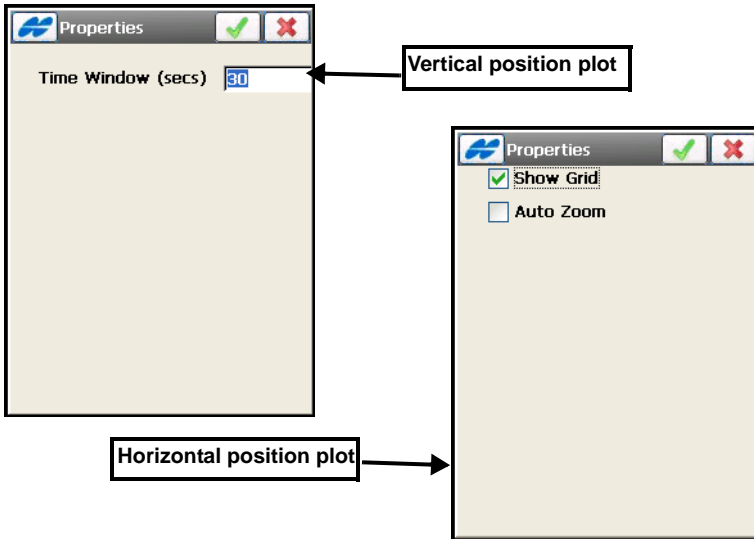 Properties
Time Window (secs) 30
Vertical position plot
Properties
Show Grid
Auto Zoom
Horizontal position plot